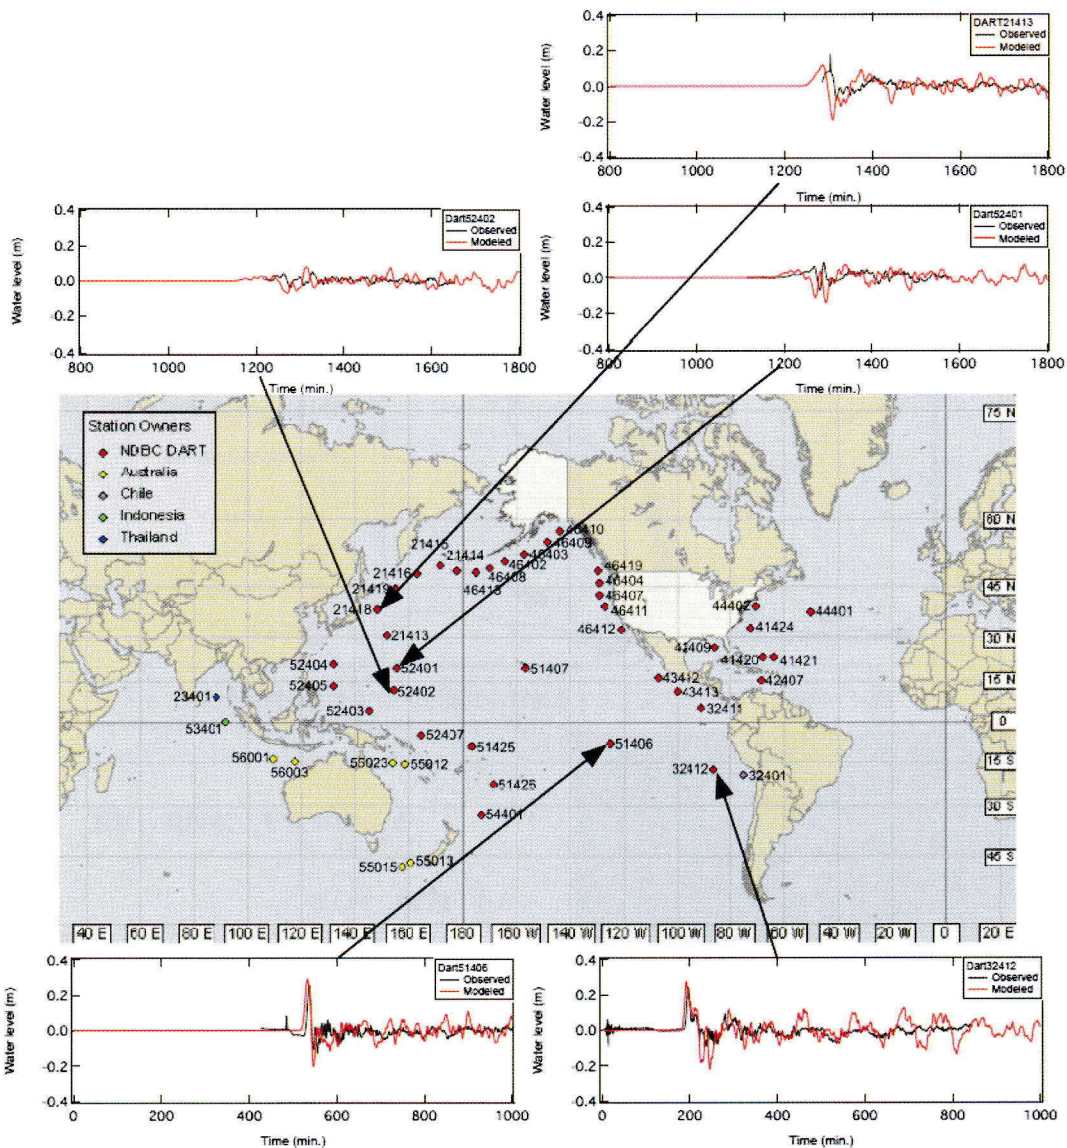 DART21413
Observed
Modeled
0.4
0.2
0.0
-0.2
-0.4
Water level (m)
800 1000 1200 1400 1600 1800
Time (min.)
Dart52402
Observed
Modeled
0.4
0.2
0.0
-0.2
-0.4
Water level (m)
800 1000 1200 1400 1600 1800
Time (min.)
Dart52401
Observed
Modeled
0.4
0.2
0.0
-0.2
-0.4
Water level (m)
800 1000 1200 1400 1600 1800
Time (min.)
Station Owners
NDBC DART
Australia
Chile
Indonesia
Thailand
75 N
60 N
45 N
30 N
15 N
0
15 S
30 S
45 S
46410
46409
21415
21414
46403
46402
21416
46408
46419
21419
46413
46404
46407
21418
46411
44402
44401
46412
41424
21413
41409
52404
52401
51407
41420
41421
52405
52402
43412
42407
23401
43413
52403
32411
53401
52407
51406
51425
56001
56003
55023
55012
32412
32401
51426
54401
55013
55015
40 E 60 E 80 E 100 E 120 E 140 E 160 E 180 160 W 140 W 120 W 100 W 80 W 60 W 40 W 20 W 0 20 E
Dart51406
Observed
Modeled
0.4
0.2
0.0
-0.2
-0.4
Water level (m)
0 200 400 600 800 1000
Time (min.)
Dart32412
Observed
Modeled
0.4
0.2
0.0
-0.2
-0.4
Water level (m)
0 200 400 600 800 1000
Time (min.)